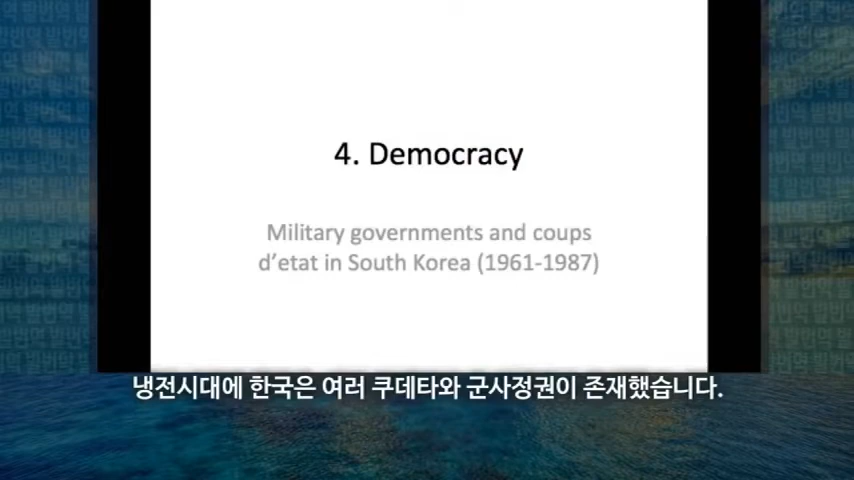 4. Democracy
Military governments and coups
d'etat in South Korea (1961-1987)
냉전시대에 한국은 여러 쿠데타와 군사정권이 존재했습니다.